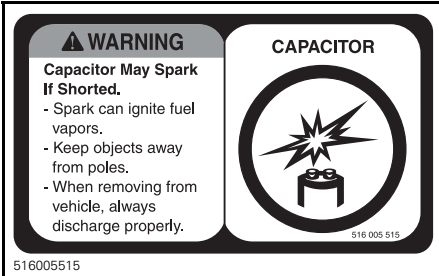 WARNING
Capacitor May Spark
If Shorted.
- Spark can ignite fuel
vapors.
- Keep objects away
from poles.
- When removing from
vehicle, always
discharge properly.
CAPACITOR
516 005 515
516005515